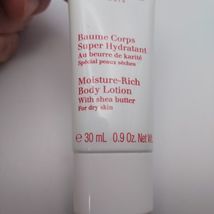 Baume Corps
Super Hydratant
Au beurre de karité
Spécial peaux sèches
Moisture-Rich
Body Lotion
With shea butter
For dry skin
e 30 mL 0.9 Oz. Net